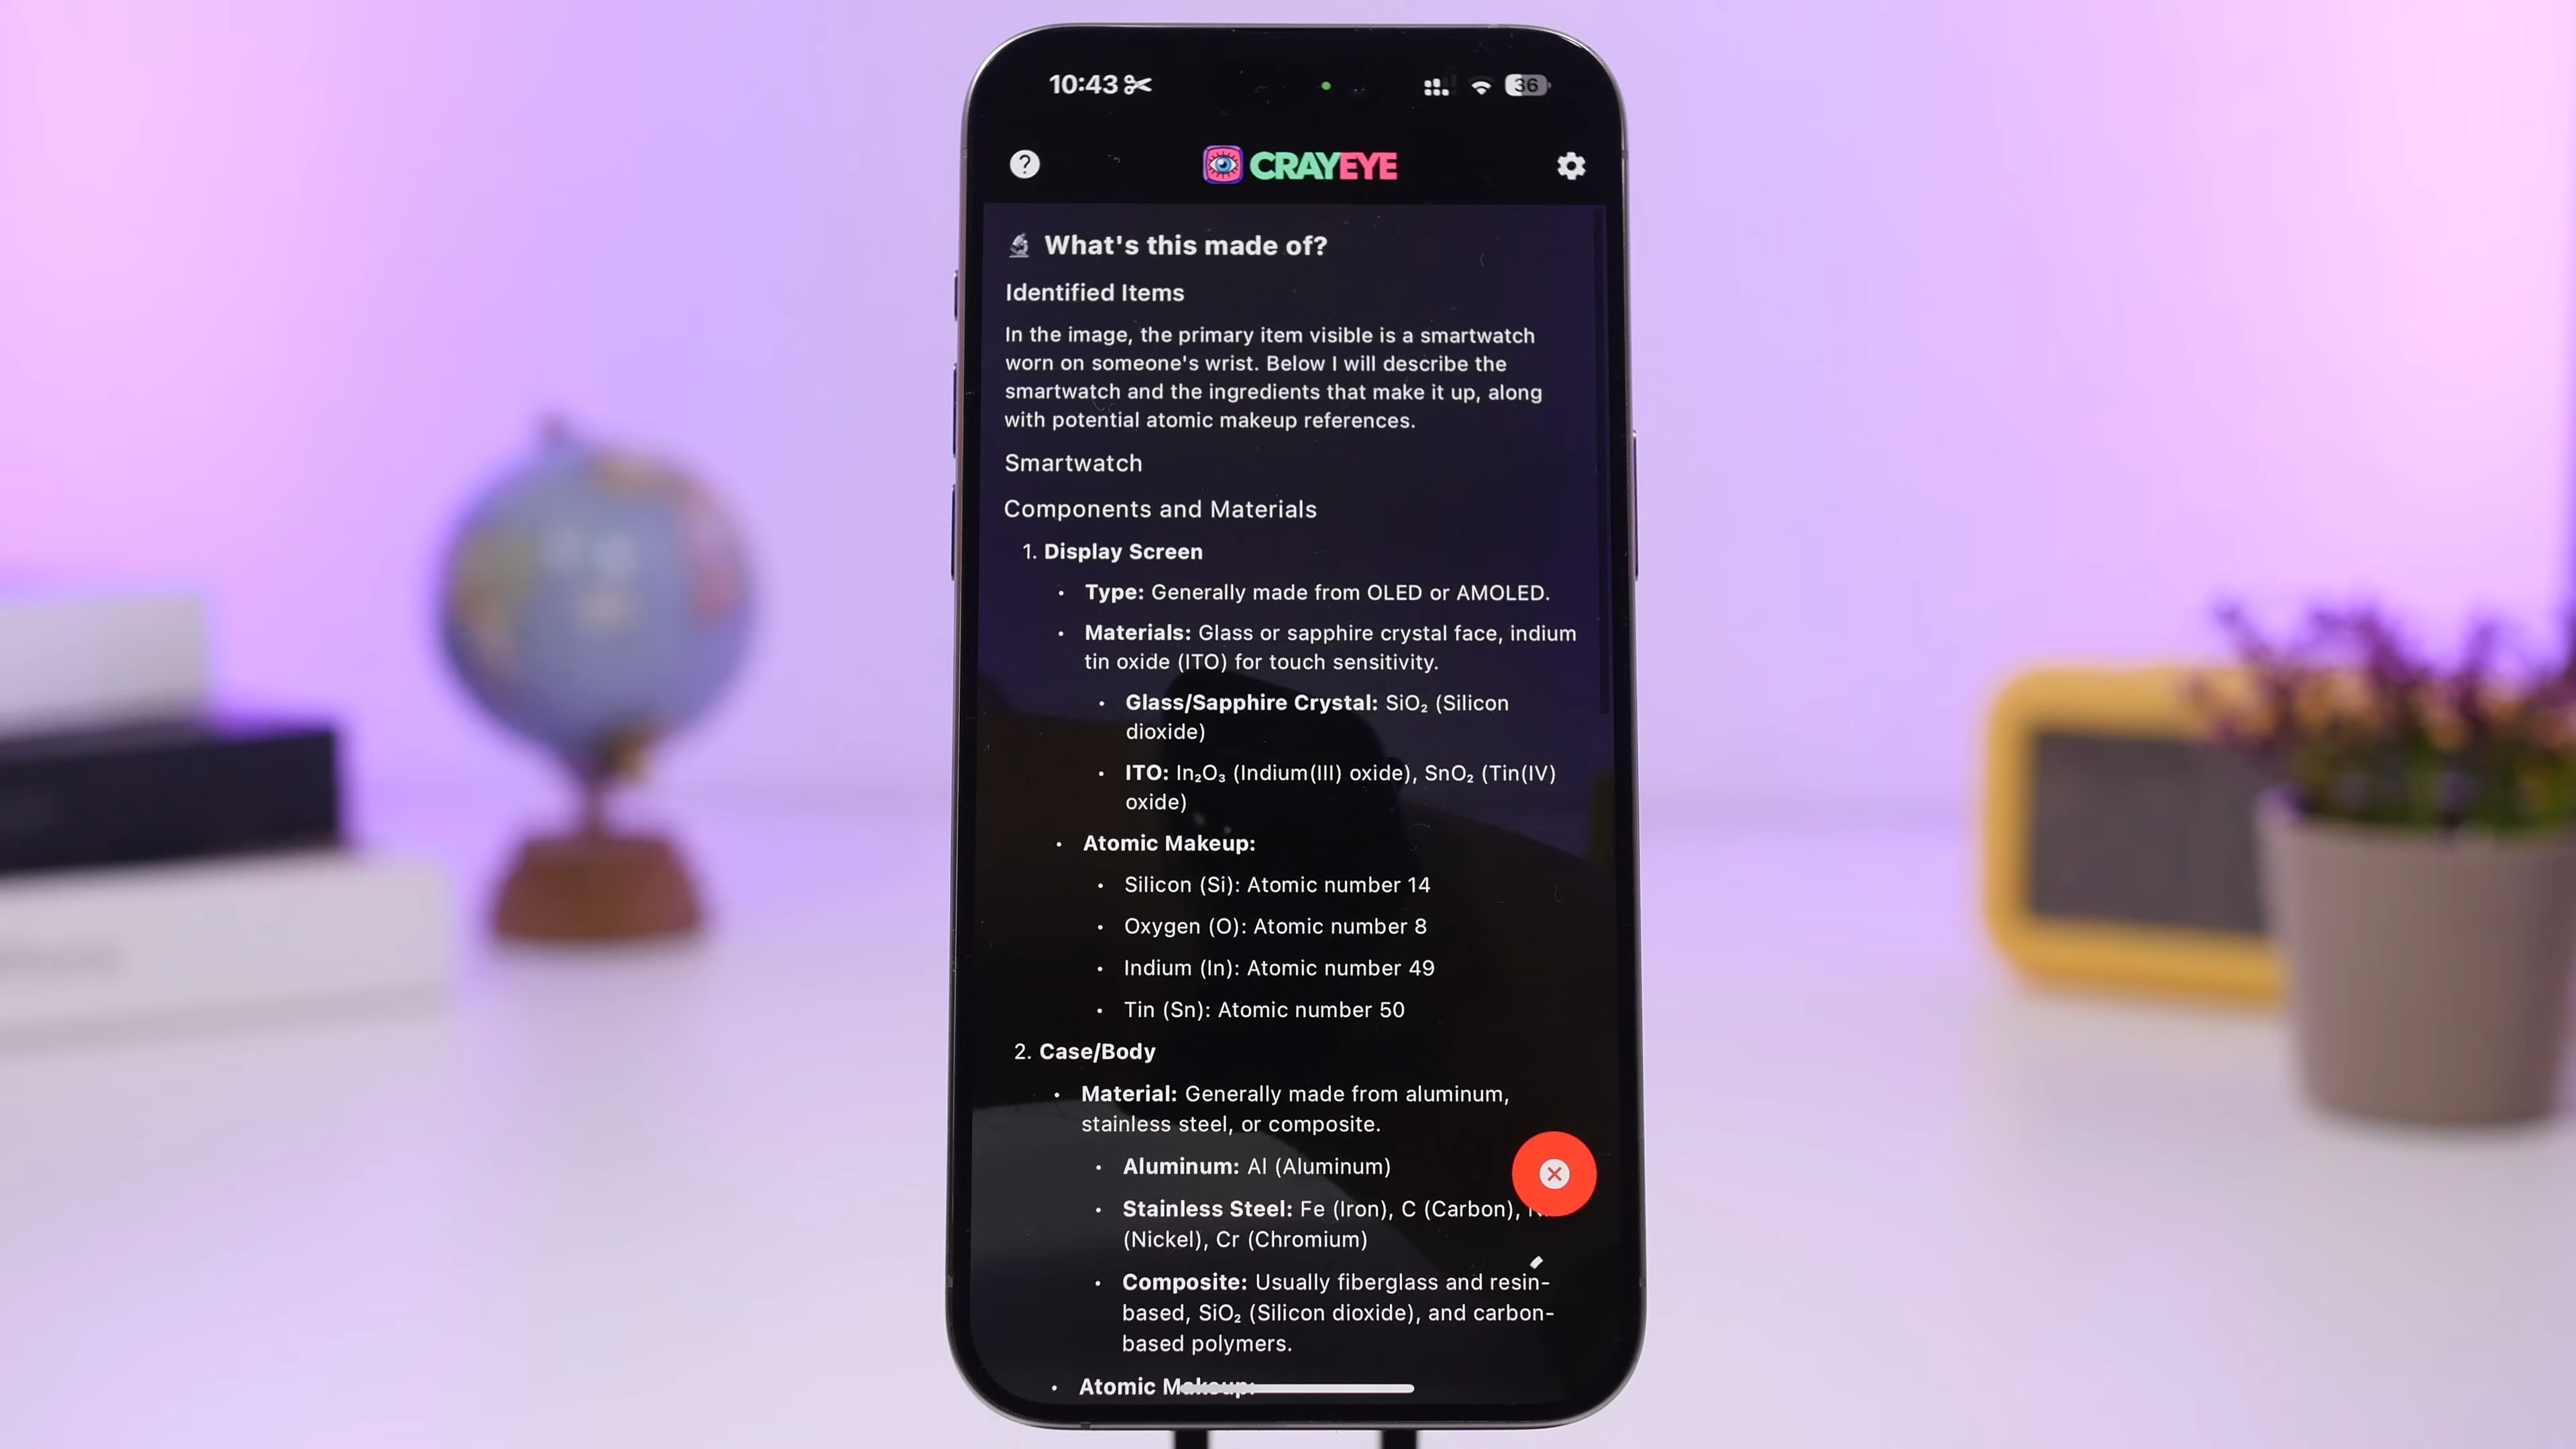 10:43
36
?
CRAYEYE
What's this made of?
Identified Items
In the image, the primary item visible is a smartwatch
worn on someone's wrist. Below I will describe the
smartwatch and the ingredients that make it up, along
with potential atomic makeup references.
Smartwatch
Components and Materials
1. Display Screen
• Type: Generally made from OLED or AMOLED.
• Materials: Glass or sapphire crystal face, indium
tin oxide (ITO) for touch sensitivity.
• Glass/Sapphire Crystal: SiO₂ (Silicon
dioxide)
• ITO: In₂O₃ (Indium(III) oxide), SnO₂ (Tin(IV)
oxide)
• Atomic Makeup:
• Silicon (Si): Atomic number 14
• Oxygen (O): Atomic number 8
• Indium (In): Atomic number 49
• Tin (Sn): Atomic number 50
2. Case/Body
• Material: Generally made from aluminum,
stainless steel, or composite.
• Aluminum: Al (Aluminum)
• Stainless Steel: Fe (Iron), C (Carbon),
(Nickel), Cr (Chromium)
• Composite: Usually fiberglass and resin-
based, SiO₂ (Silicon dioxide), and carbon-
based polymers.
• Atomic Makeup: